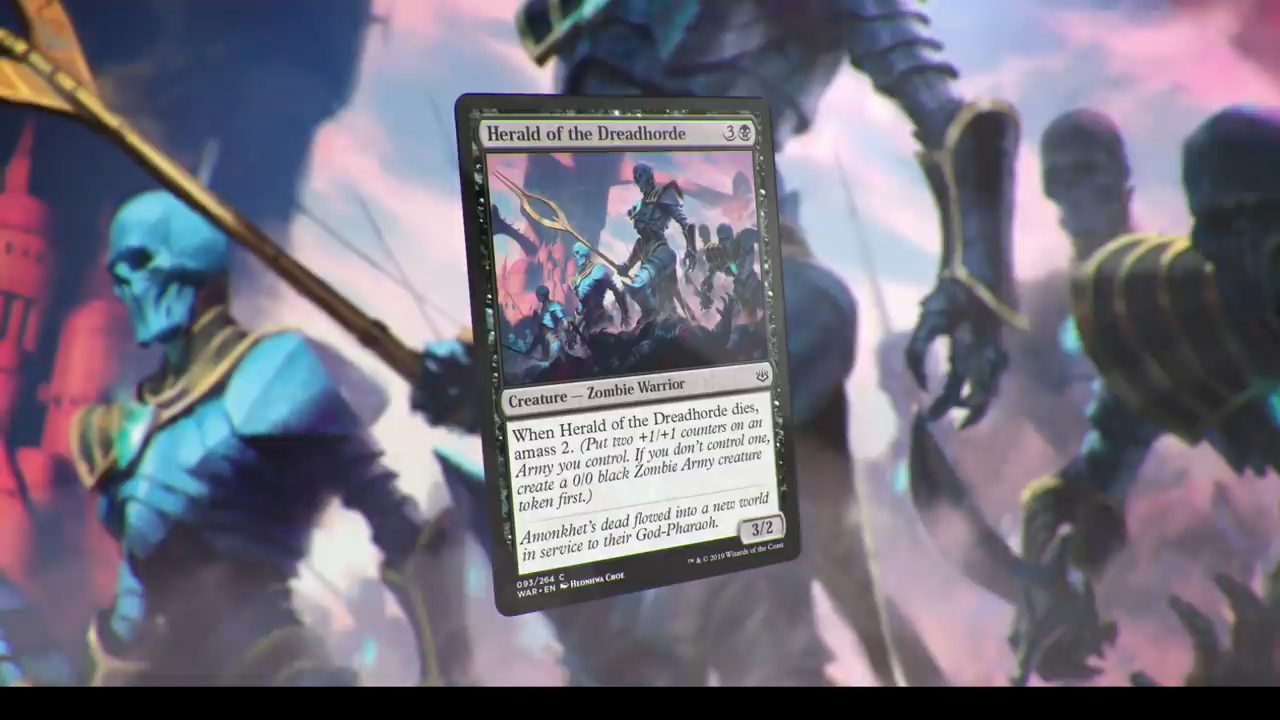 Herald of the Dreadhorde 3
Creature — Zombie Warrior
When Herald of the Dreadhorde dies,
amass 2. (Put two +1/+1 counters on an
Army you control. If you don't control one,
create a 0/0 black Zombie Army creature
token first.)
Amonkhet's dead flowed into a new world
in service to their God-Pharaoh.
3/2
093/264 C
WAR • EN Heonhwa Choe
™ & © 2019 Wizards of the Coast